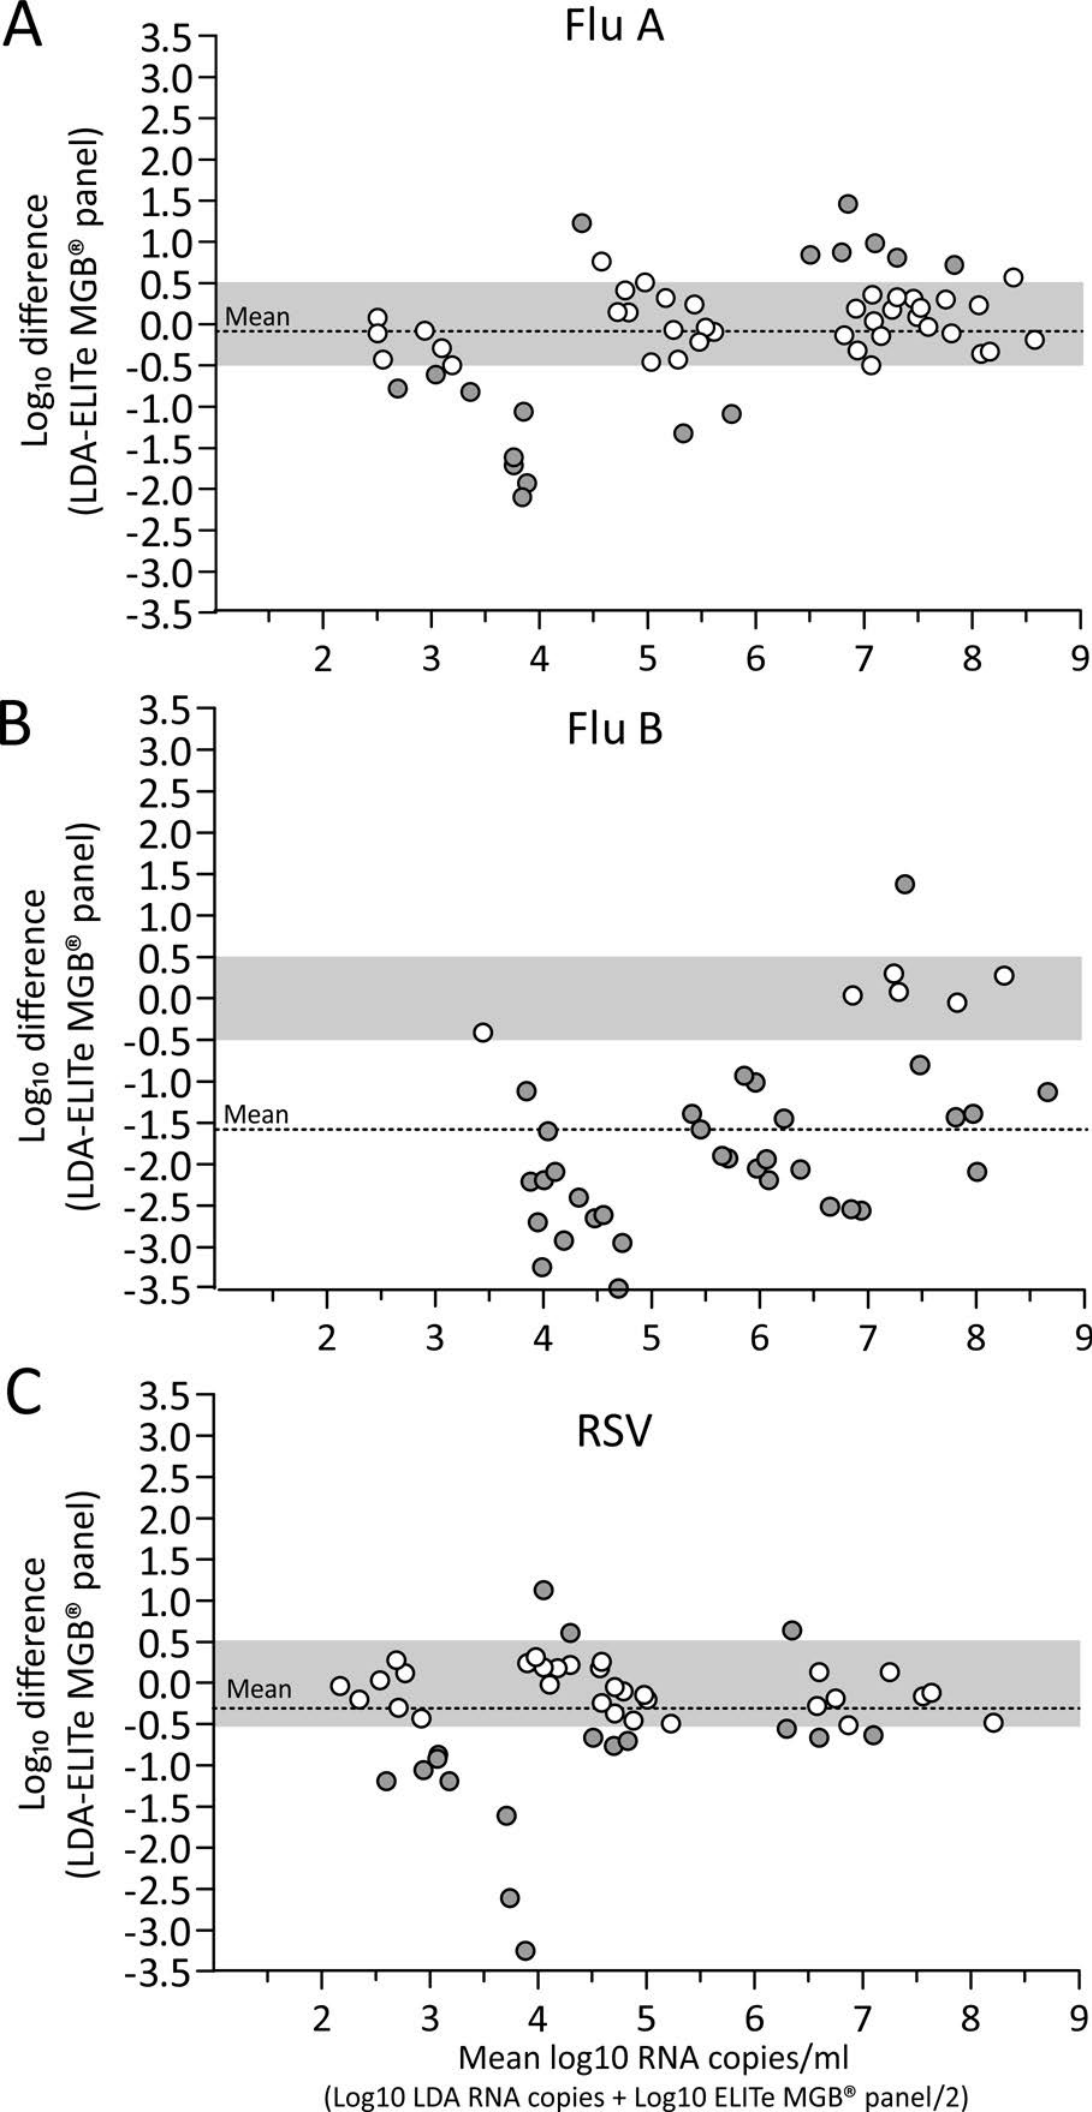 A
Flu A
Log₁₀ difference
(LDA-ELITe MGB® panel)
3.5
3.0
2.5
2.0
1.5
1.0
0.5
0.0
-0.5
-1.0
-1.5
-2.0
-2.5
-3.0
-3.5
Mean
2 3 4 5 6 7 8 9
B
Flu B
Log₁₀ difference
(LDA-ELITe MGB® panel)
3.5
3.0
2.5
2.0
1.5
1.0
0.5
0.0
-0.5
-1.0
-1.5
-2.0
-2.5
-3.0
-3.5
Mean
2 3 4 5 6 7 8 9
C
RSV
Log₁₀ difference
(LDA-ELITe MGB® panel)
3.5
3.0
2.5
2.0
1.5
1.0
0.5
0.0
-0.5
-1.0
-1.5
-2.0
-2.5
-3.0
-3.5
Mean
2 3 4 5 6 7 8 9
Mean log10 RNA copies/ml
(Log10 LDA RNA copies + Log10 ELITe MGB® panel/2)